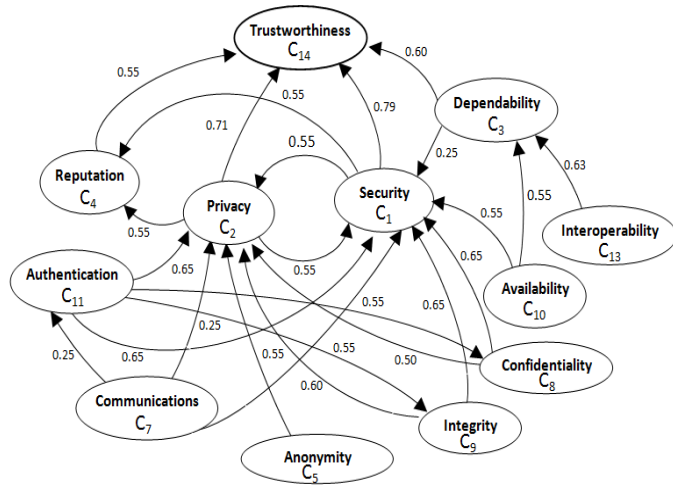 Trustworthiness
C14
0.60
0.55
0.55
0.79
Dependability
C3
0.71
0.55
0.25
0.63
Reputation
C4
Security
C1
0.55
Privacy
C2
0.55
Interoperability
C13
0.55
0.55
Authentication
C11
0.65
0.65
Availability
C10
0.55
0.65
0.25
0.25
0.65
0.55
0.55
0.50
Confidentiality
C8
0.60
Communications
C7
Integrity
C9
Anonymity
C5